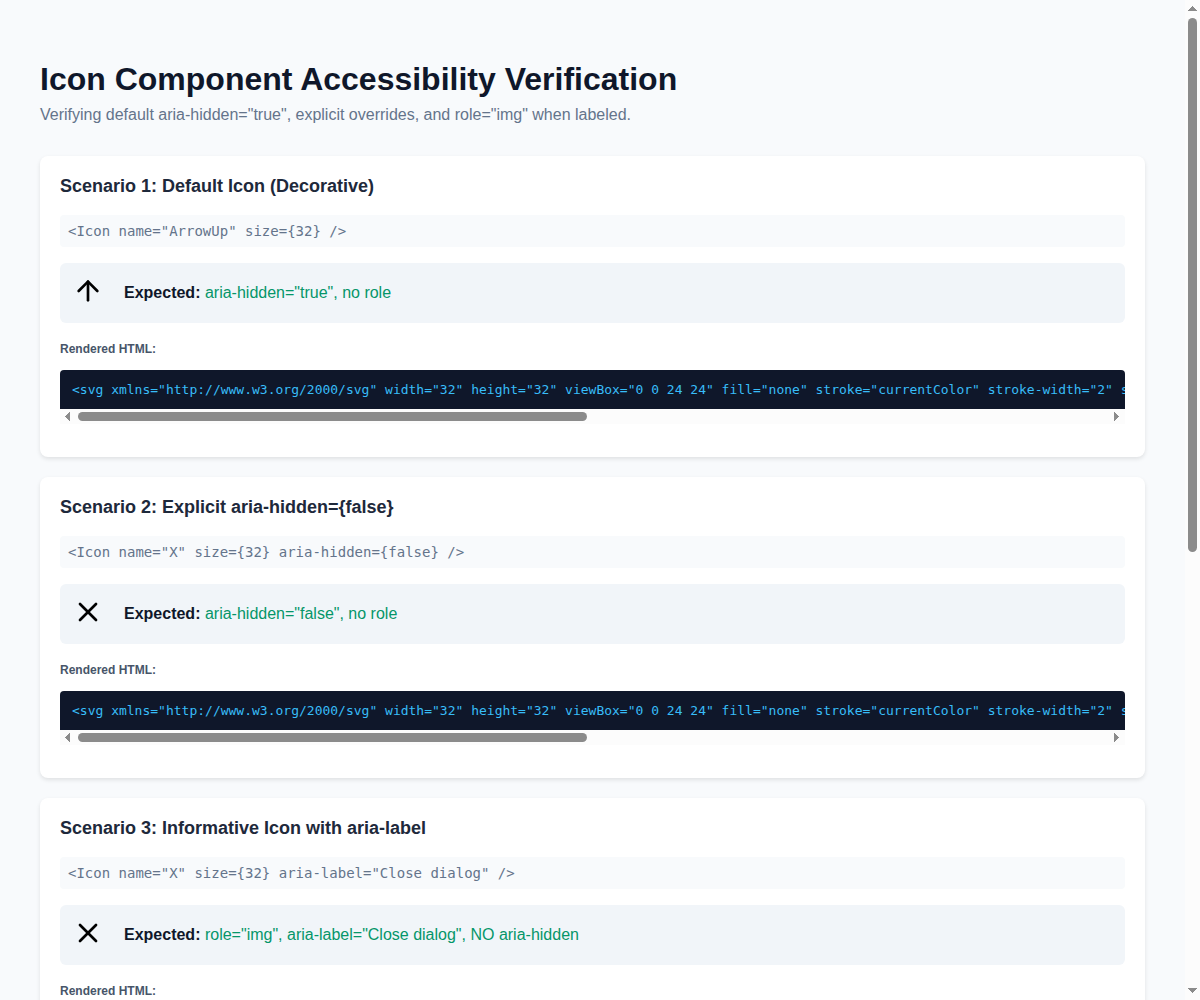 Icon Component Accessibility Verification
Verifying default aria-hidden="true", explicit overrides, and role="img" when labeled.
Scenario 1: Default Icon (Decorative)
<Icon name="ArrowUp" size={32} />
Expected: aria-hidden="true", no role
Rendered HTML:
<svg xmlns="http://www.w3.org/2000/svg" width="32" height="32" viewBox="0 0 24 24" fill="none" stroke="currentColor" stroke-width="2" s
Scenario 2: Explicit aria-hidden={false}
<Icon name="X" size={32} aria-hidden={false} />
Expected: aria-hidden="false", no role
Rendered HTML:
<svg xmlns="http://www.w3.org/2000/svg" width="32" height="32" viewBox="0 0 24 24" fill="none" stroke="currentColor" stroke-width="2" s
Scenario 3: Informative Icon with aria-label
<Icon name="X" size={32} aria-label="Close dialog" />
Expected: role="img", aria-label="Close dialog", NO aria-hidden
Rendered HTML: